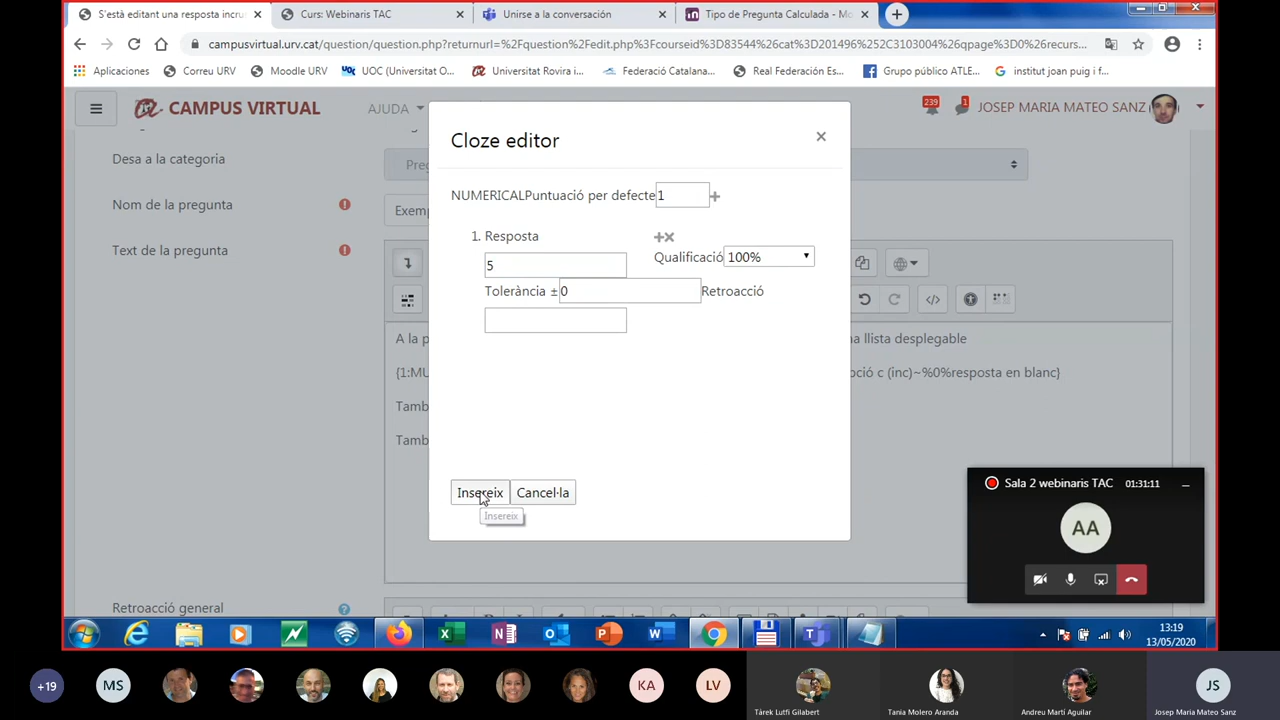 S'està editant una resposta incru
Curs: Webinaris TAC
Unirse a la conversación
Tipo de Pregunta Calculada - Mo
campusvirtual.urv.cat/question/question.php?returnurl=%2Fquestion%2Fedit.php%3Fcourseid%3D83544%26cat%3D201496%252C3103004%26qpage%3D0%26recurs...
Aplicaciones
Correu URV
Moodle URV
UOC (Universitat O...
Universitat Rovira i...
Federació Catalana...
Real Federación Es...
Grupo público ATLE...
institut joan puig i f...
CAMPUS VIRTUAL
AJUDA
239
1
JOSEP MARIA MATEO SANZ
Desa a la categoria
Preg
Nom de la pregunta
Exemp
Text de la pregunta
Cloze editor
NUMERICALPuntuació per defecte 1
1. Resposta
Qualificació 100%
5
Tolerància ± 0 Retroacció
Insereix
Cancel·la
Insereix
A la p
na llista desplegable
{1:MU
pció c (inc)~%0%resposta en blanc}
També
També
Retroacció general
Sala 2 webinaris TAC 01:31:11
AA
13:19
13/05/2020
+19
MS
KA
LV
JS
Tàrek Lutfi Gilabert
Tania Molero Aranda
Andreu Martí Aguilar
Josep Maria Mateo Sanz